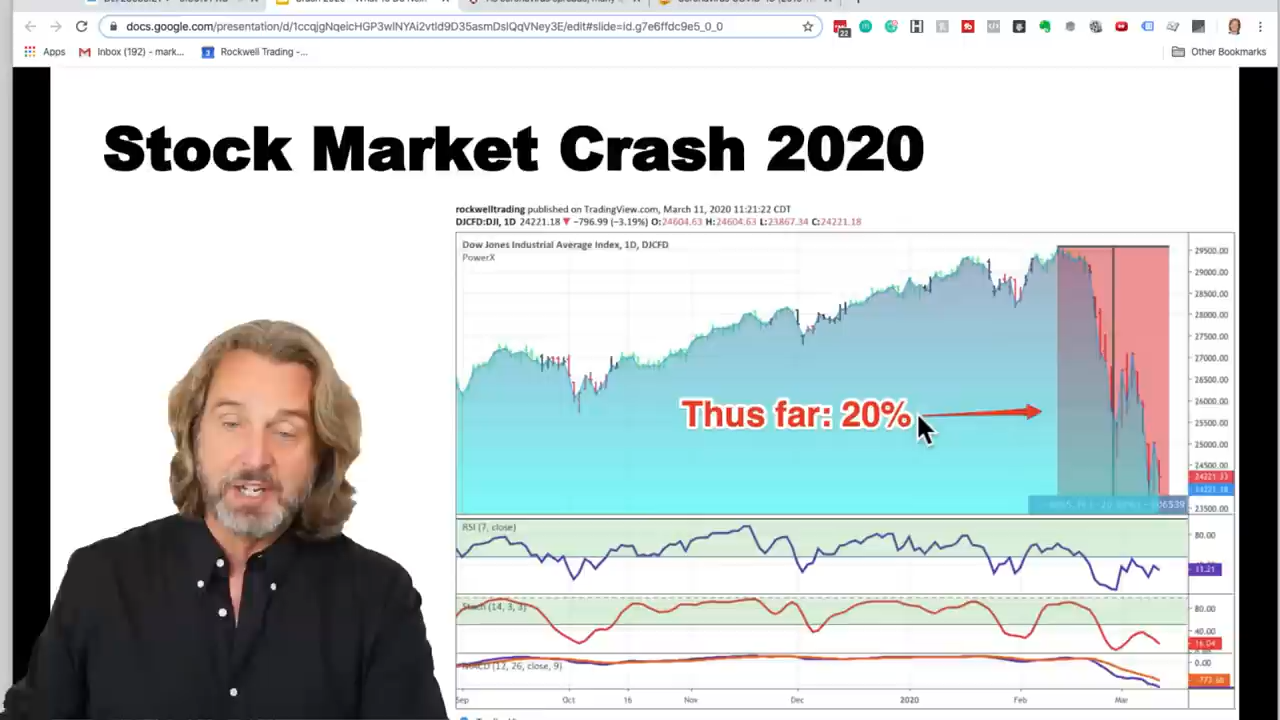 docs.google.com/presentation/d/1ccqjgNqeicHGP3wlNYAi2vtld9D35asmDslQqVNey3E/edit#slide=id.g7e6ffdc9e5_0_0
22
Apps
Inbox (192) - mark...
Rockwell Trading -...
Other Bookmarks
Stock Market Crash 2020
rockwelltrading published on TradingView.com, March 11, 2020 11:21:22 CDT
DJCFD:DJI, 1D 24221.18 ▼ −796.99 (−3.19%) O:24604.63 H:24604.63 L:23867.34 C:24221.18
Dow Jones Industrial Average Index, 1D, DJCFD
PowerX
29500.00
29000.00
28500.00
28000.00
27500.00
27000.00
26500.00
26000.00
25500.00
25000.00
24500.00
23500.00
Thus far: 20%
RSI (7, close)
80.00
Stoch (14, 3, 3)
80.00
40.00
16.04
MACD (12, 26, close, 9)
0.00
Sep
Oct
16
Nov
Dec
2020
Feb
Mar